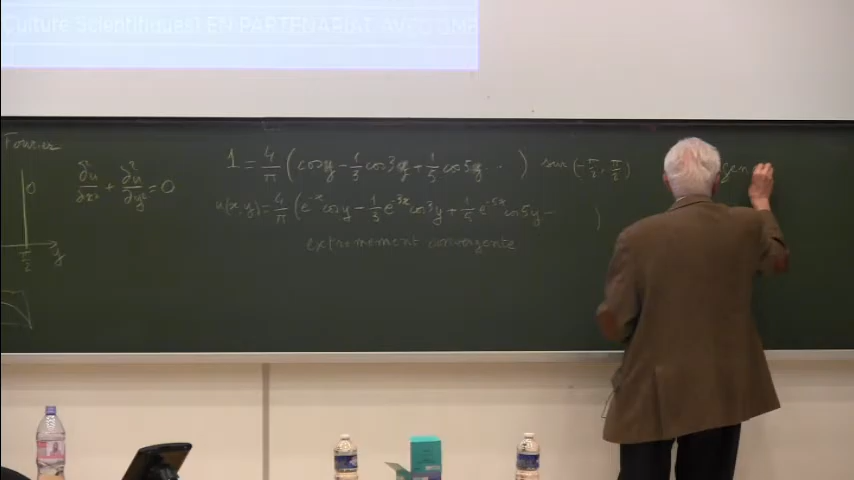 Culture Scientifiques) EN PARTENARIAT AVEC
Fourier
0
π/2
y
∂²u/∂x² + ∂²u/∂y² = 0
1 = 4/π (cos y - 1/3 cos 3y + 1/5 cos 5y ... ) sur (-π/2, π/2)
u(x,y) = 4/π (e^-x cos y - 1/3 e^-3x cos 3y + 1/5 e^-5x cos 5y - )
extremement convergente